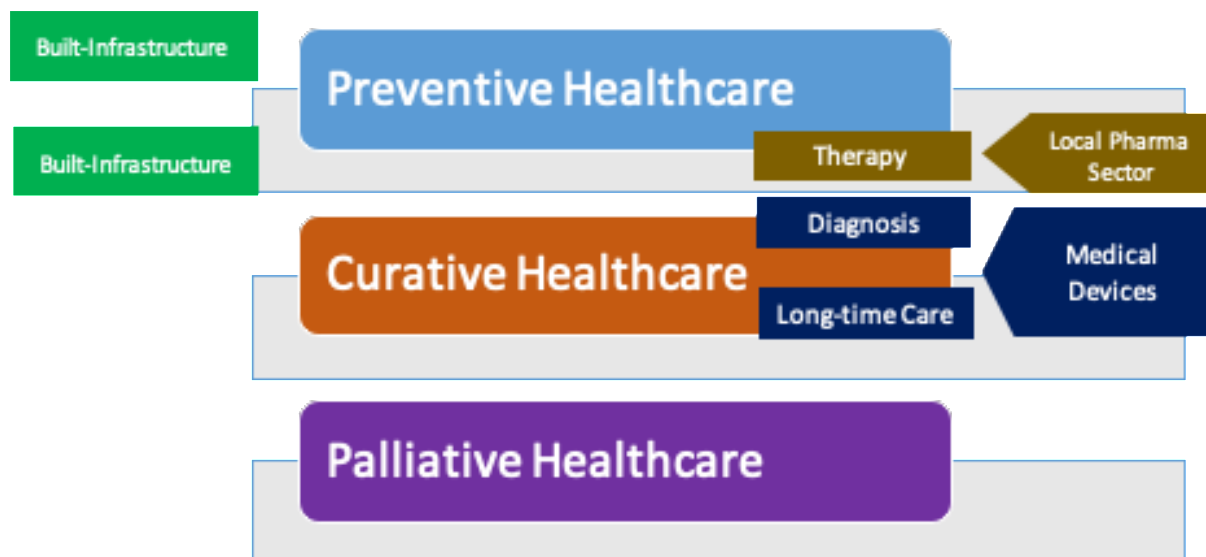 Built-Infrastructure
Preventive Healthcare
Built-Infrastructure
Therapy
Local Pharma
Sector
Diagnosis
Curative Healthcare
Medical
Devices
Long-time Care
Palliative Healthcare